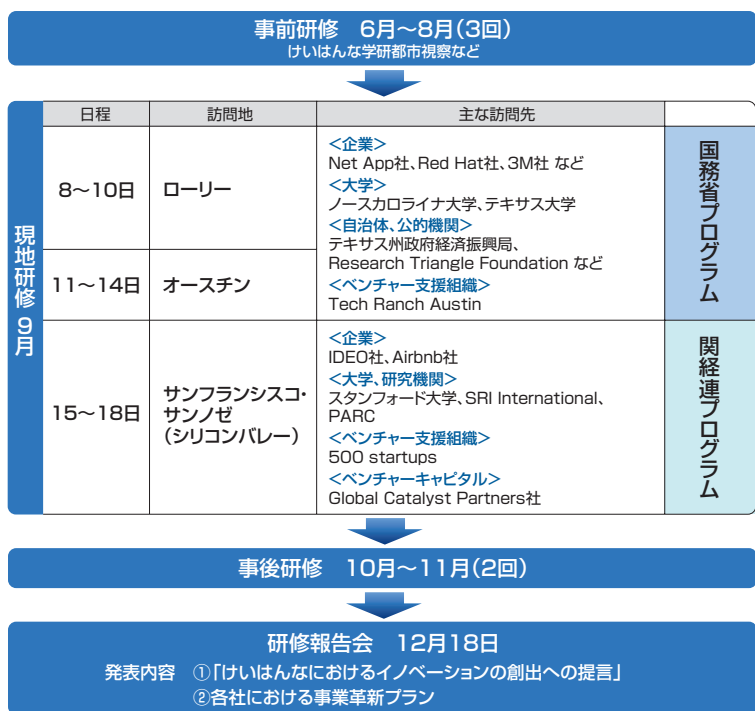 事前研修 6月～8月(3回)
けいはんな学研都市視察など
現地研修 9月
日程 訪問地 主な訪問先
8～10日 ローリー
11～14日 オースチン
<企業>
Net App社、Red Hat社、3M社 など
<大学>
ノースカロライナ大学、テキサス大学
<自治体、公的機関>
テキサス州政府経済振興局、
Research Triangle Foundation など
<ベンチャー支援組織>
Tech Ranch Austin
国務省プログラム
15～18日
サンフランシスコ・
サンノゼ
（シリコンバレー）
<企業>
IDEO社、Airbnb社
<大学、研究機関>
スタンフォード大学、SRI International、
PARC
<ベンチャー支援組織>
500 startups
<ベンチャーキャピタル>
Global Catalyst Partners社
関経連プログラム
事後研修 10月～11月(2回)
研修報告会 12月18日
発表内容 ①「けいはんなにおけるイノベーションの創出への提言」
②各社における事業革新プラン